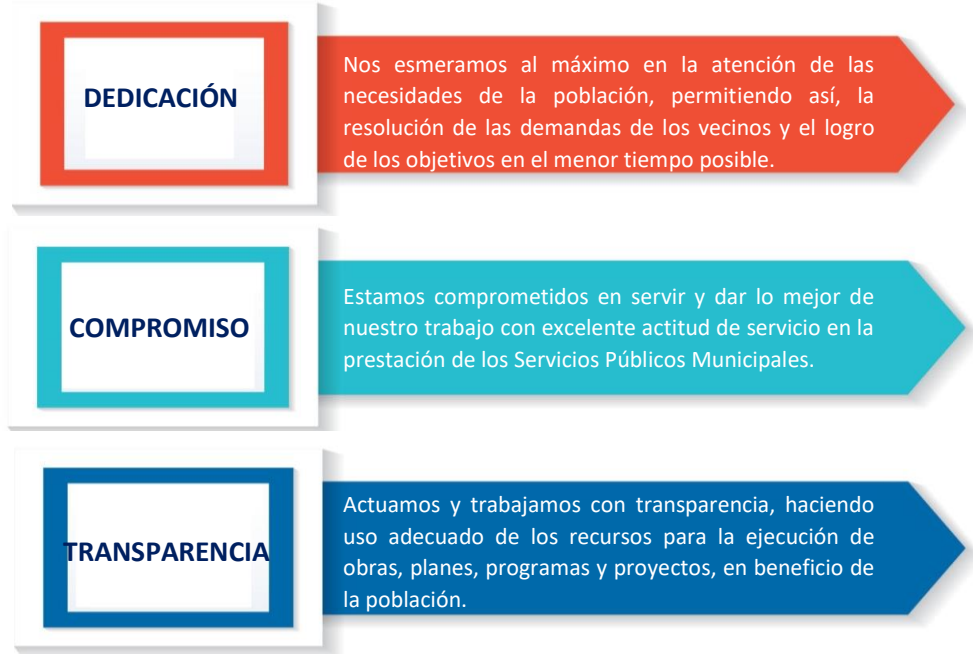 DEDICACIÓN
Nos esmeramos al máximo en la atención de las
necesidades de la población, permitiendo así, la
resolución de las demandas de los vecinos y el logro
de los objetivos en el menor tiempo posible.
COMPROMISO
Estamos comprometidos en servir y dar lo mejor de
nuestro trabajo con excelente actitud de servicio en la
prestación de los Servicios Públicos Municipales.
TRANSPARENCIA
Actuamos y trabajamos con transparencia, haciendo
uso adecuado de los recursos para la ejecución de
obras, planes, programas y proyectos, en beneficio de
la población.